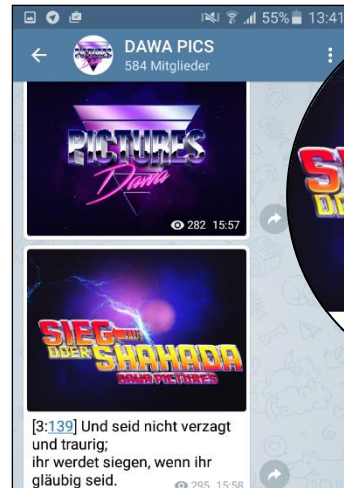 55% 13:41
DAWA PICS
584 Mitglieder
PICTURES
Dawa
282 15:57
SIEG
ODER SHAHADA
DAWA PICTURES
[3:139] Und seid nicht verzagt
und traurig;
ihr werdet siegen, wenn ihr
gläubig seid.
295 15:58